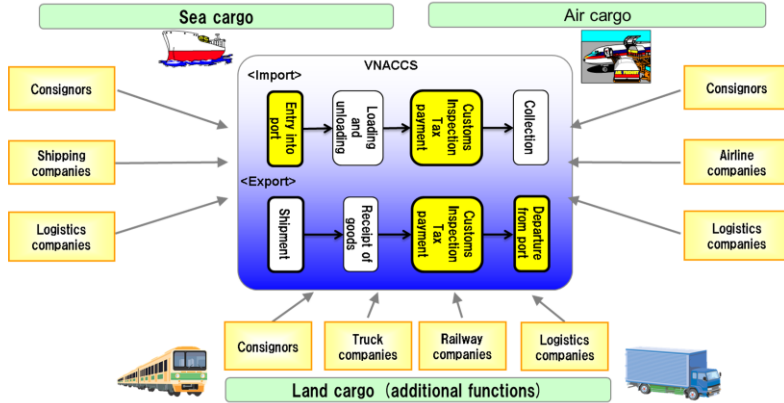 Sea cargo
Air cargo
VNACCS
<Import>
Consignors
Shipping
companies
Logistics
companies
Entry into
port
Loading
and
unloading
Customs
Inspection
Tax
payment
Collection
Consignors
Airline
companies
Logistics
companies
<Export>
Shipment
Receipt of
goods
Customs
Inspection
Tax
payment
Departure
from port
Consignors
Truck
companies
Railway
companies
Logistics
companies
Land cargo (additional functions)